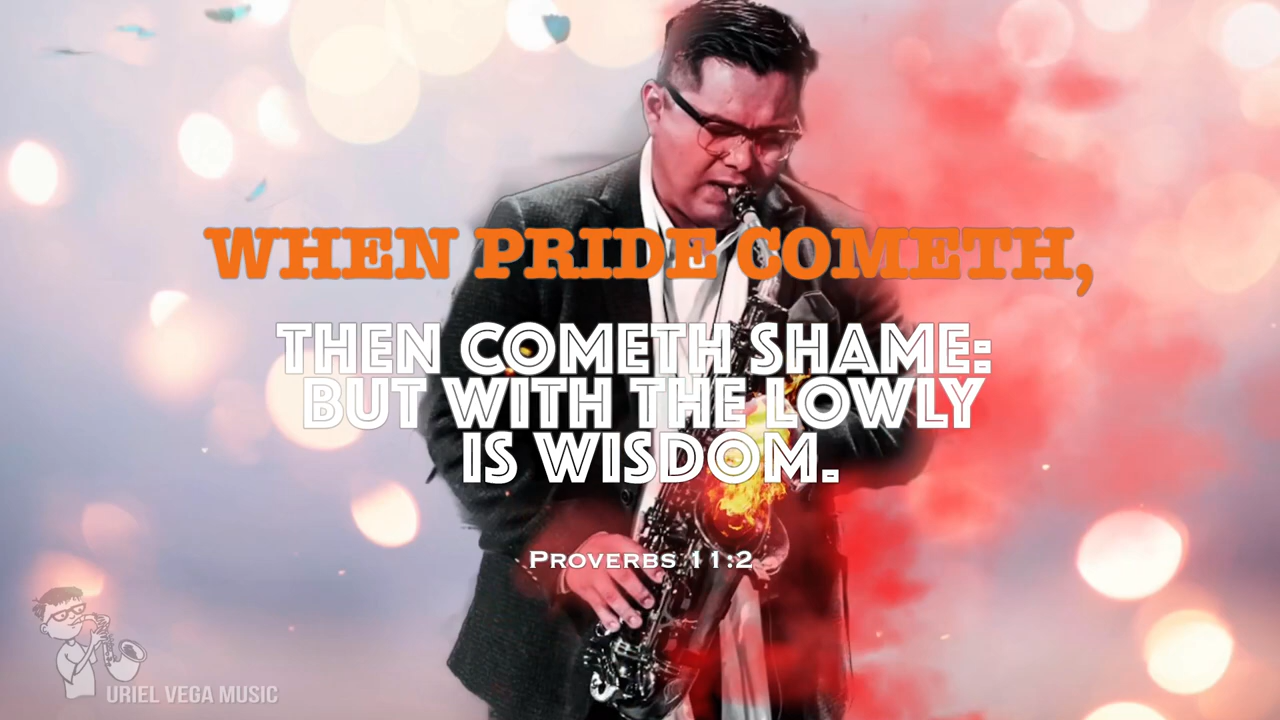 WHEN PRIDE COMETH,
THEN COMETH SHAME:
BUT WITH THE LOWLY
IS WISDOM.
PROVERBS 11:2
URIEL VEGA MUSIC